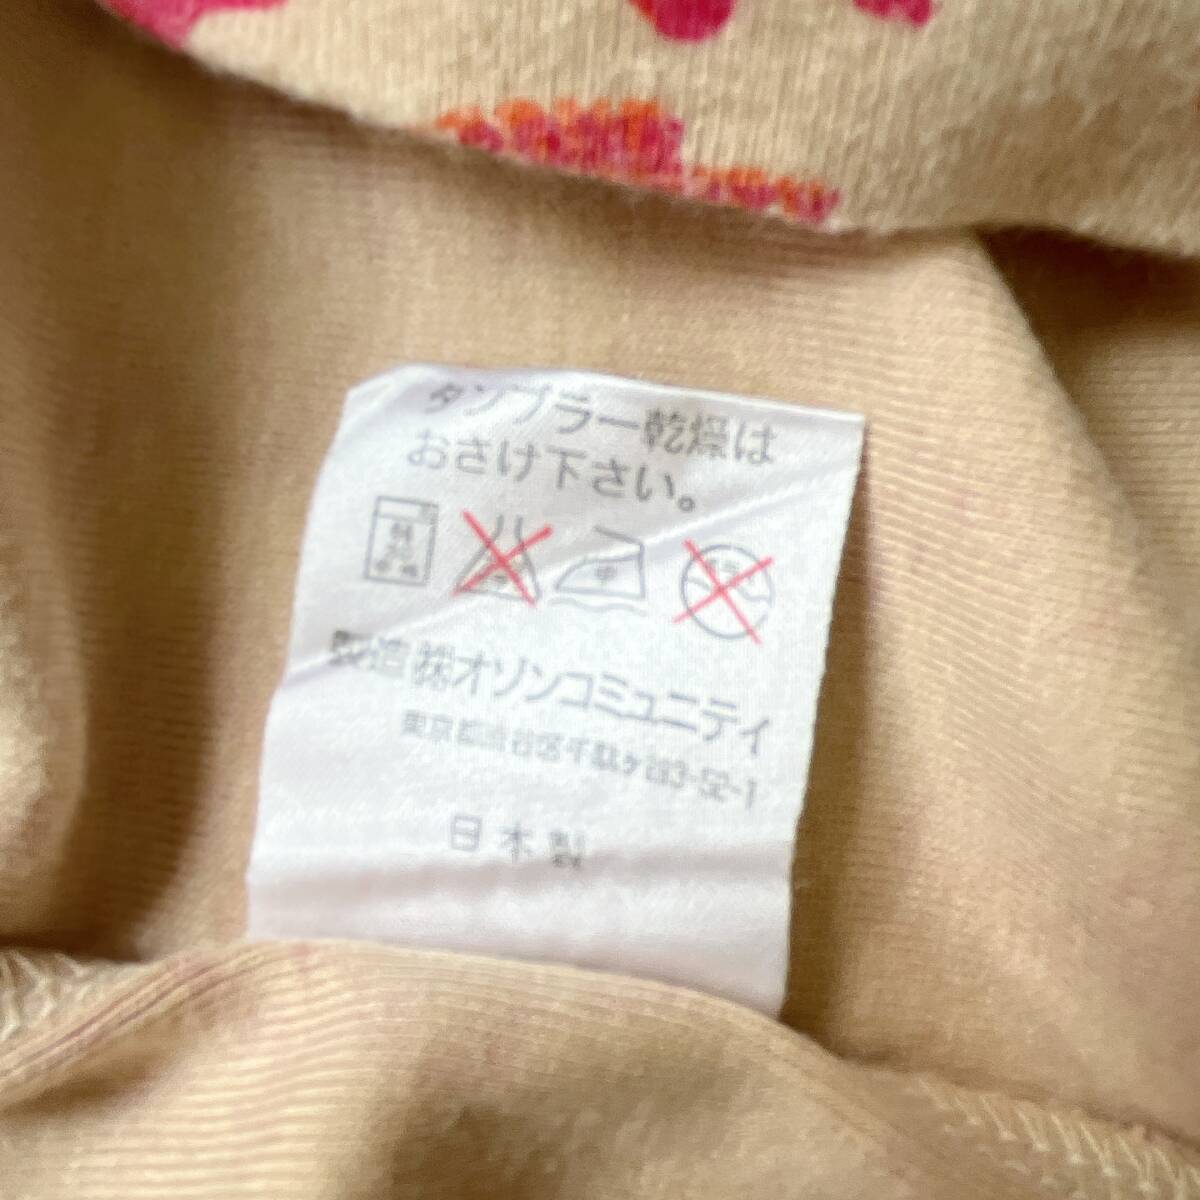 タンブラー乾燥は
おさけ下さい。
中
製造㈱オゾンコミュニティ
東京都渋谷区千駄ヶ谷3-52-1
日本製